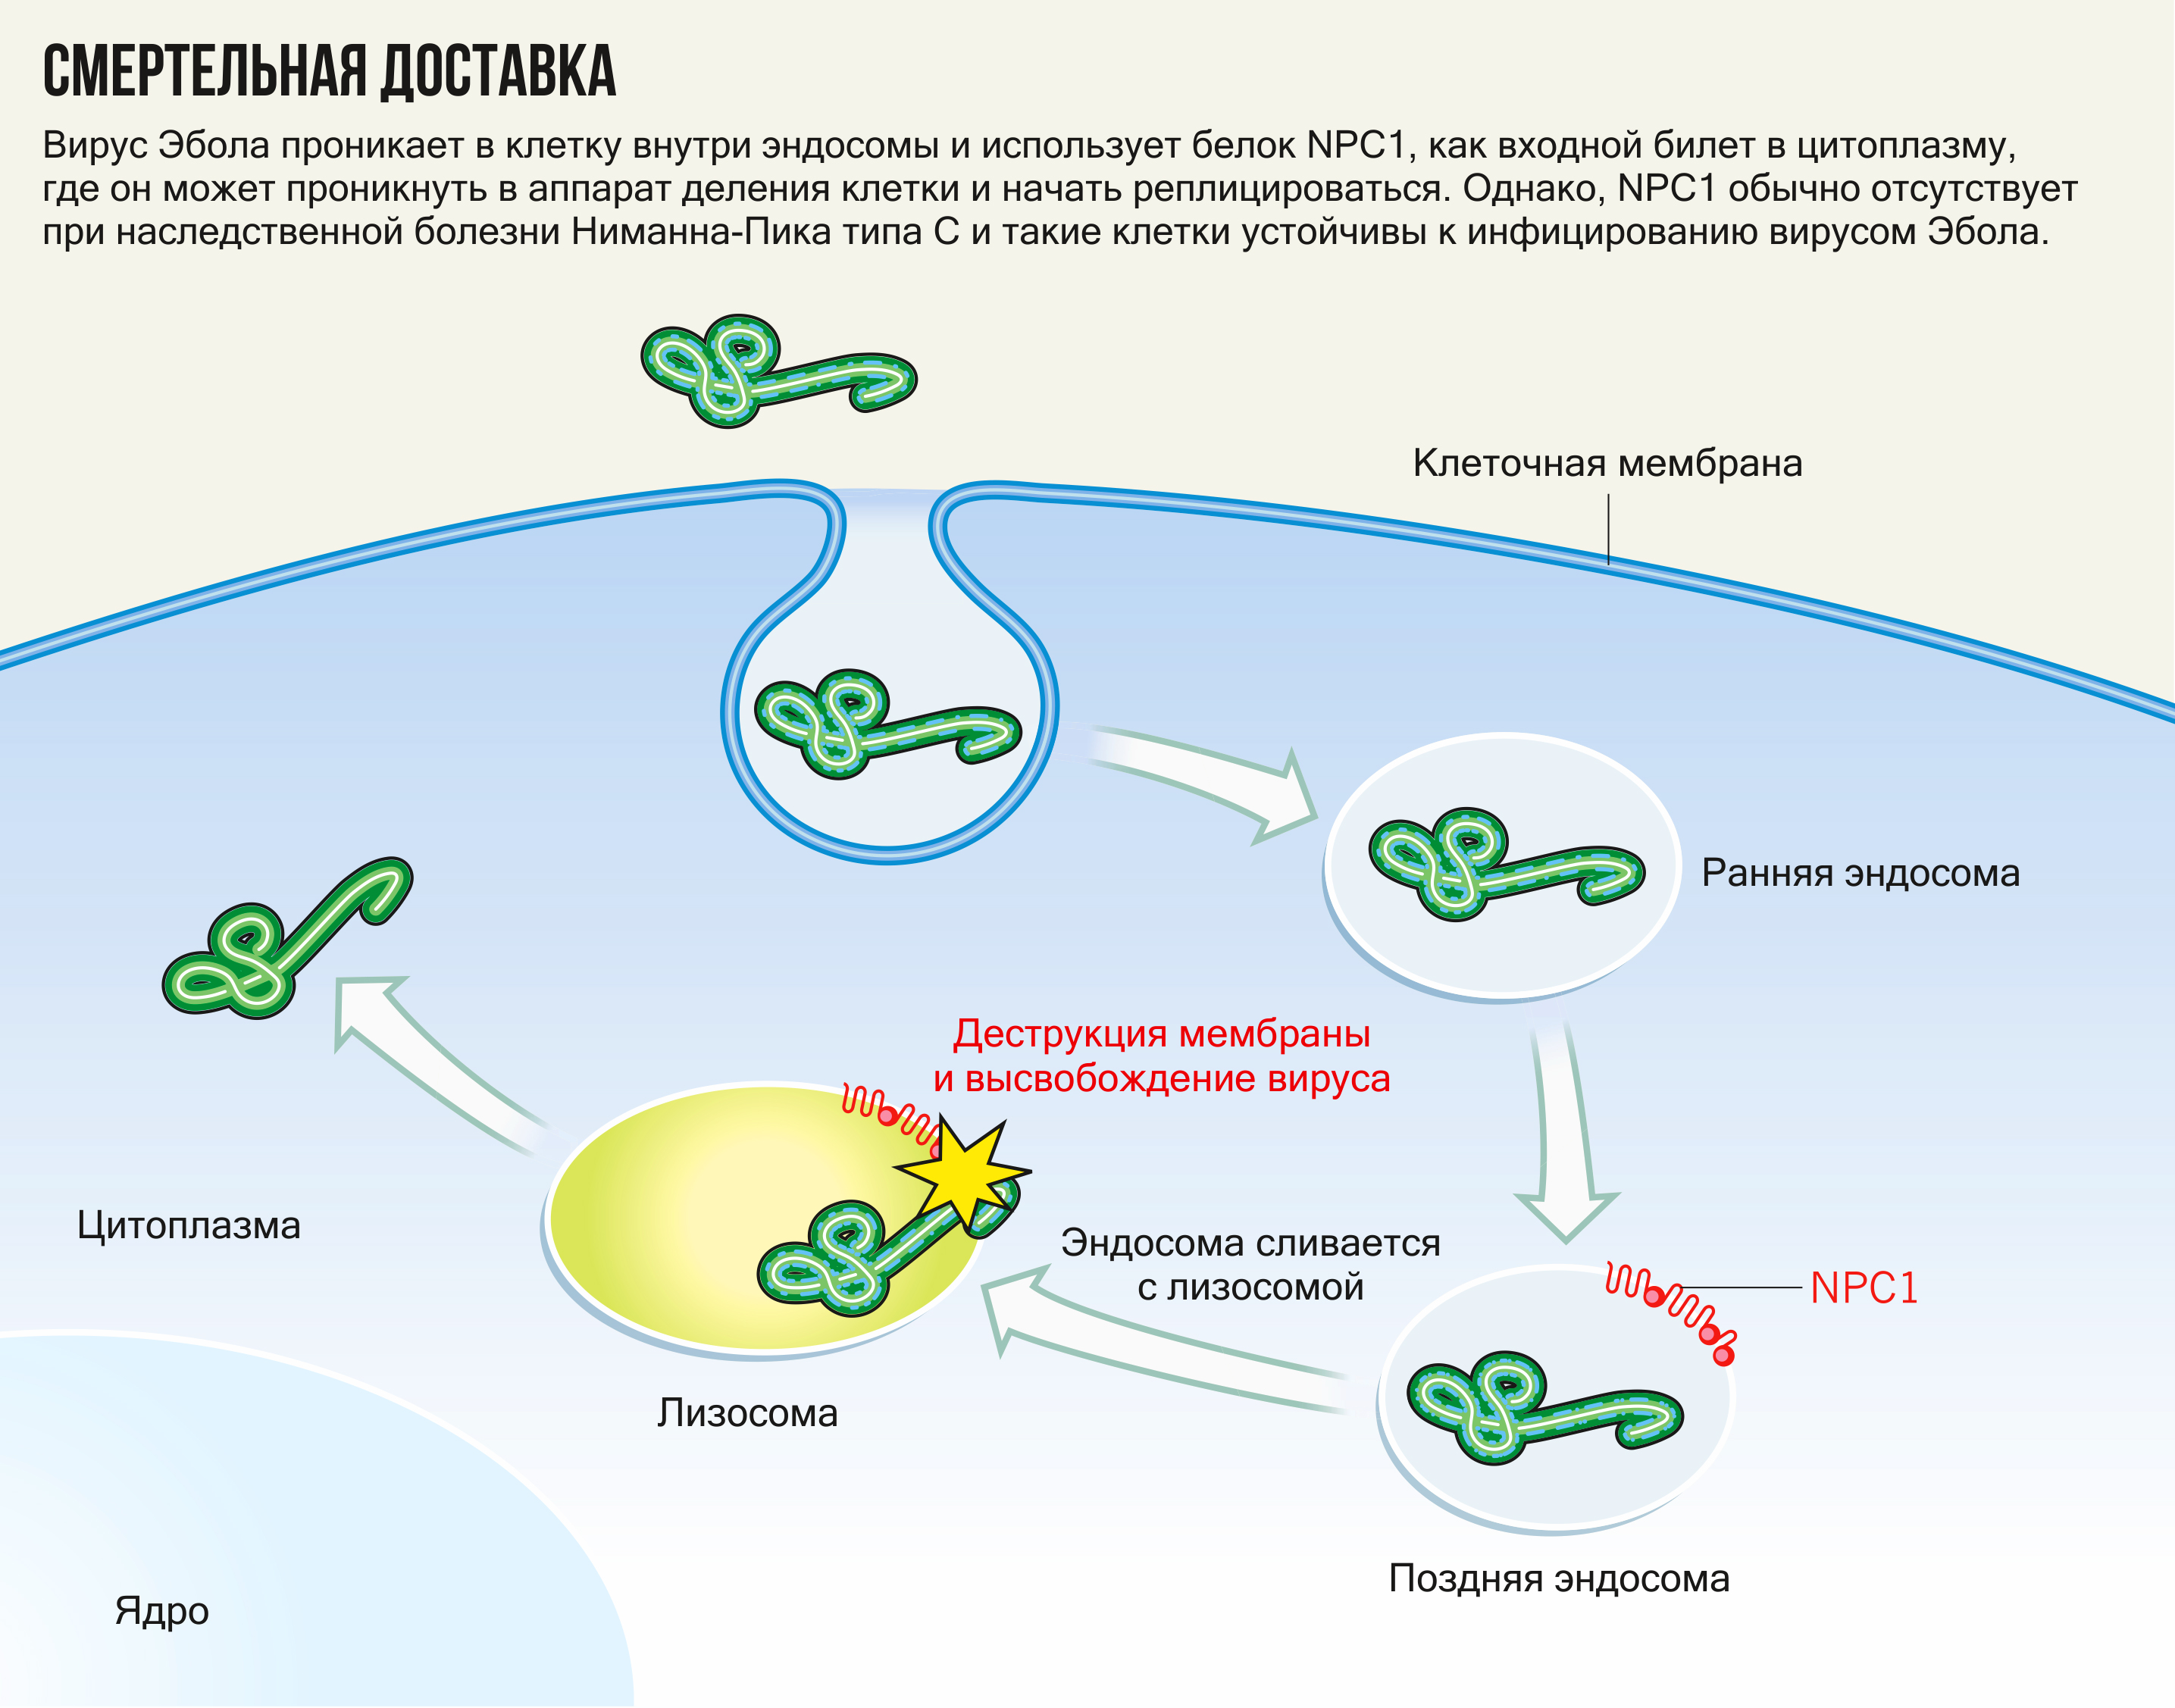 СМЕРТЕЛЬНАЯ ДОСТАВКА
Вирус Эбола проникает в клетку внутри эндосомы и использует белок NPC1, как входной билет в цитоплазму,
где он может проникнуть в аппарат деления клетки и начать реплицироваться. Однако, NPC1 обычно отсутствует
при наследственной болезни Ниманна-Пика типа С и такие клетки устойчивы к инфицированию вирусом Эбола.
Клеточная мембрана
Ранняя эндосома
Деструкция мембраны
и высвобождение вируса
Цитоплазма
Эндосома сливается
с лизосомой
NPC1
Лизосома
Поздняя эндосома
Ядро